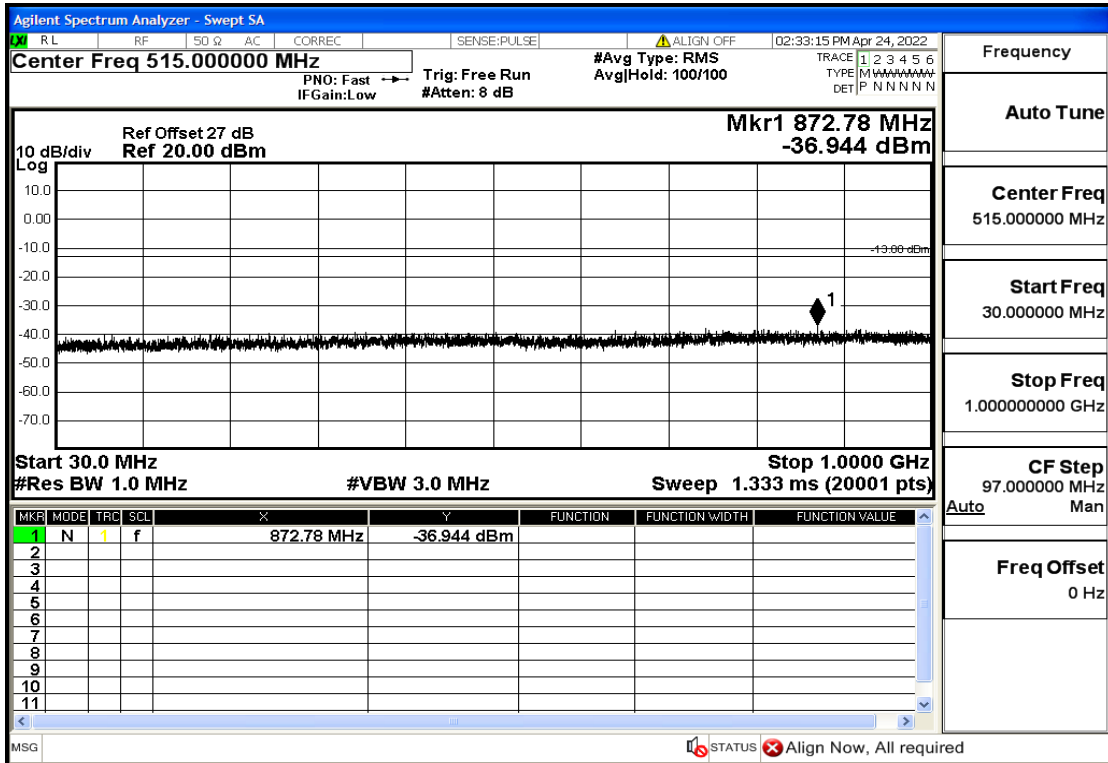 Agilent Spectrum Analyzer - Swept SA
LXI RL RF 50 Ω AC CORREC SENSE:PULSE ALIGN OFF 02:33:15 PM Apr 24, 2022
Center Freq 515.000000 MHz
PNO: Fast
IFGain:Low
Trig: Free Run
#Atten: 8 dB
#Avg Type: RMS
Avg|Hold: 100/100
TRACE 1 2 3 4 5 6
TYPE M WWWWW
DET P N N N N N
Ref Offset 27 dB
Ref 20.00 dBm
10 dB/div
Log
Mkr1 872.78 MHz
-36.944 dBm
10.0
0.00
-10.0
-13.00 dBm
-20.0
-30.0
1
-40.0
-50.0
-60.0
-70.0
Start 30.0 MHz Stop 1.0000 GHz
#Res BW 1.0 MHz #VBW 3.0 MHz Sweep 1.333 ms (20001 pts)
MKR MODE TRC SCL X Y FUNCTION FUNCTION WIDTH FUNCTION VALUE
1 N 1 f 872.78 MHz -36.944 dBm
2
3
4
5
6
7
8
9
10
11
MSG STATUS Align Now, All required
Frequency
Auto Tune
Center Freq
515.000000 MHz
Start Freq
30.000000 MHz
Stop Freq
1.000000000 GHz
CF Step
97.000000 MHz
Auto Man
Freq Offset
0 Hz